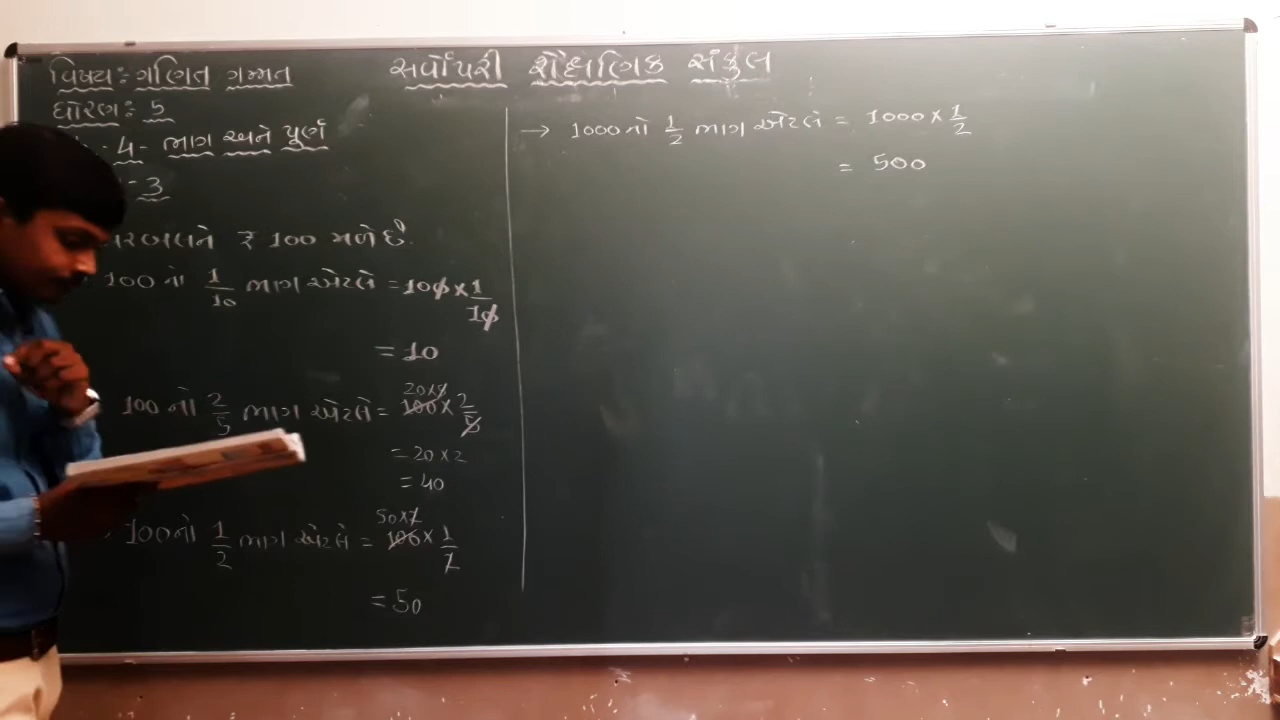 સર્વોપરી શૈક્ષણિક સંકુલ
વિષય:- ગણિત ગમ્મત
ધોરણ:- 5
- 4 - ભાગ અને પૂર્ણ
- 3
₹ 100 મળે છે.
100 નો 1/10 ભાગ એટલે = 100 × 1/10
= 10
100 નો 2/5 ભાગ એટલે = 100 × 2/5
= 20 × 2
= 40
100 નો 1/2 ભાગ એટલે = 100 × 1/2
= 50
→ 1000 નો 1/2 ભાગ એટલે = 1000 × 1/2
= 500